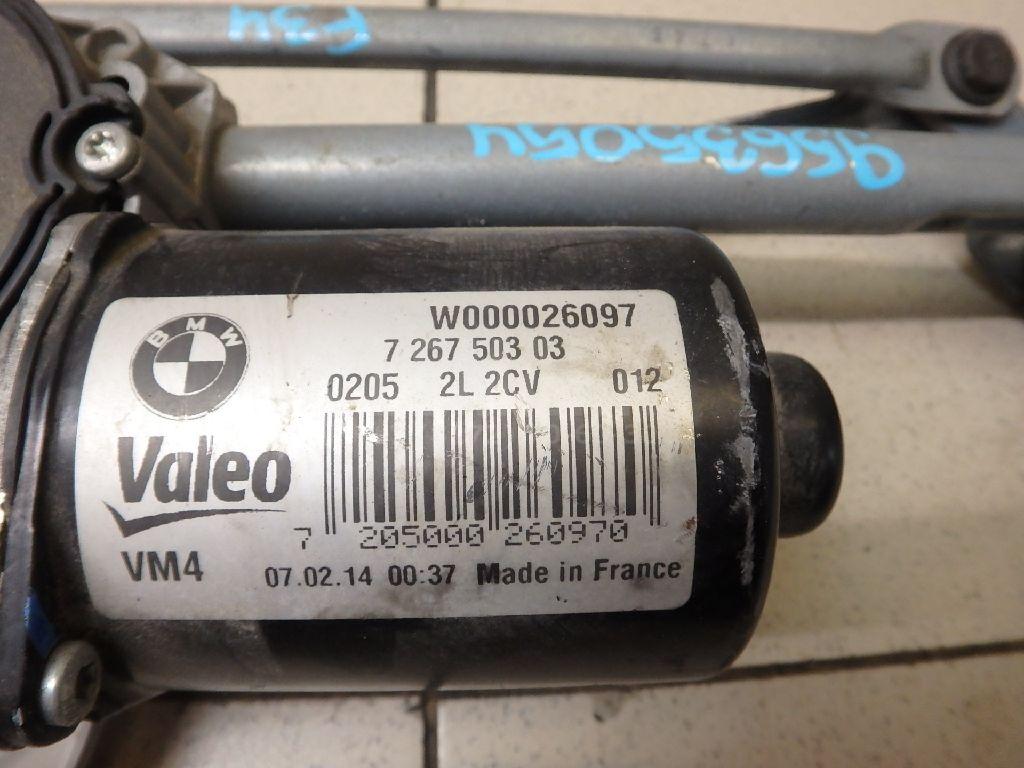 F34
95635054
W000026097
7 267 503 03
0205 2L 2CV 012
BMW
Valeo
7 205000 260970
VM4
07.02.14 00:37 Made in France